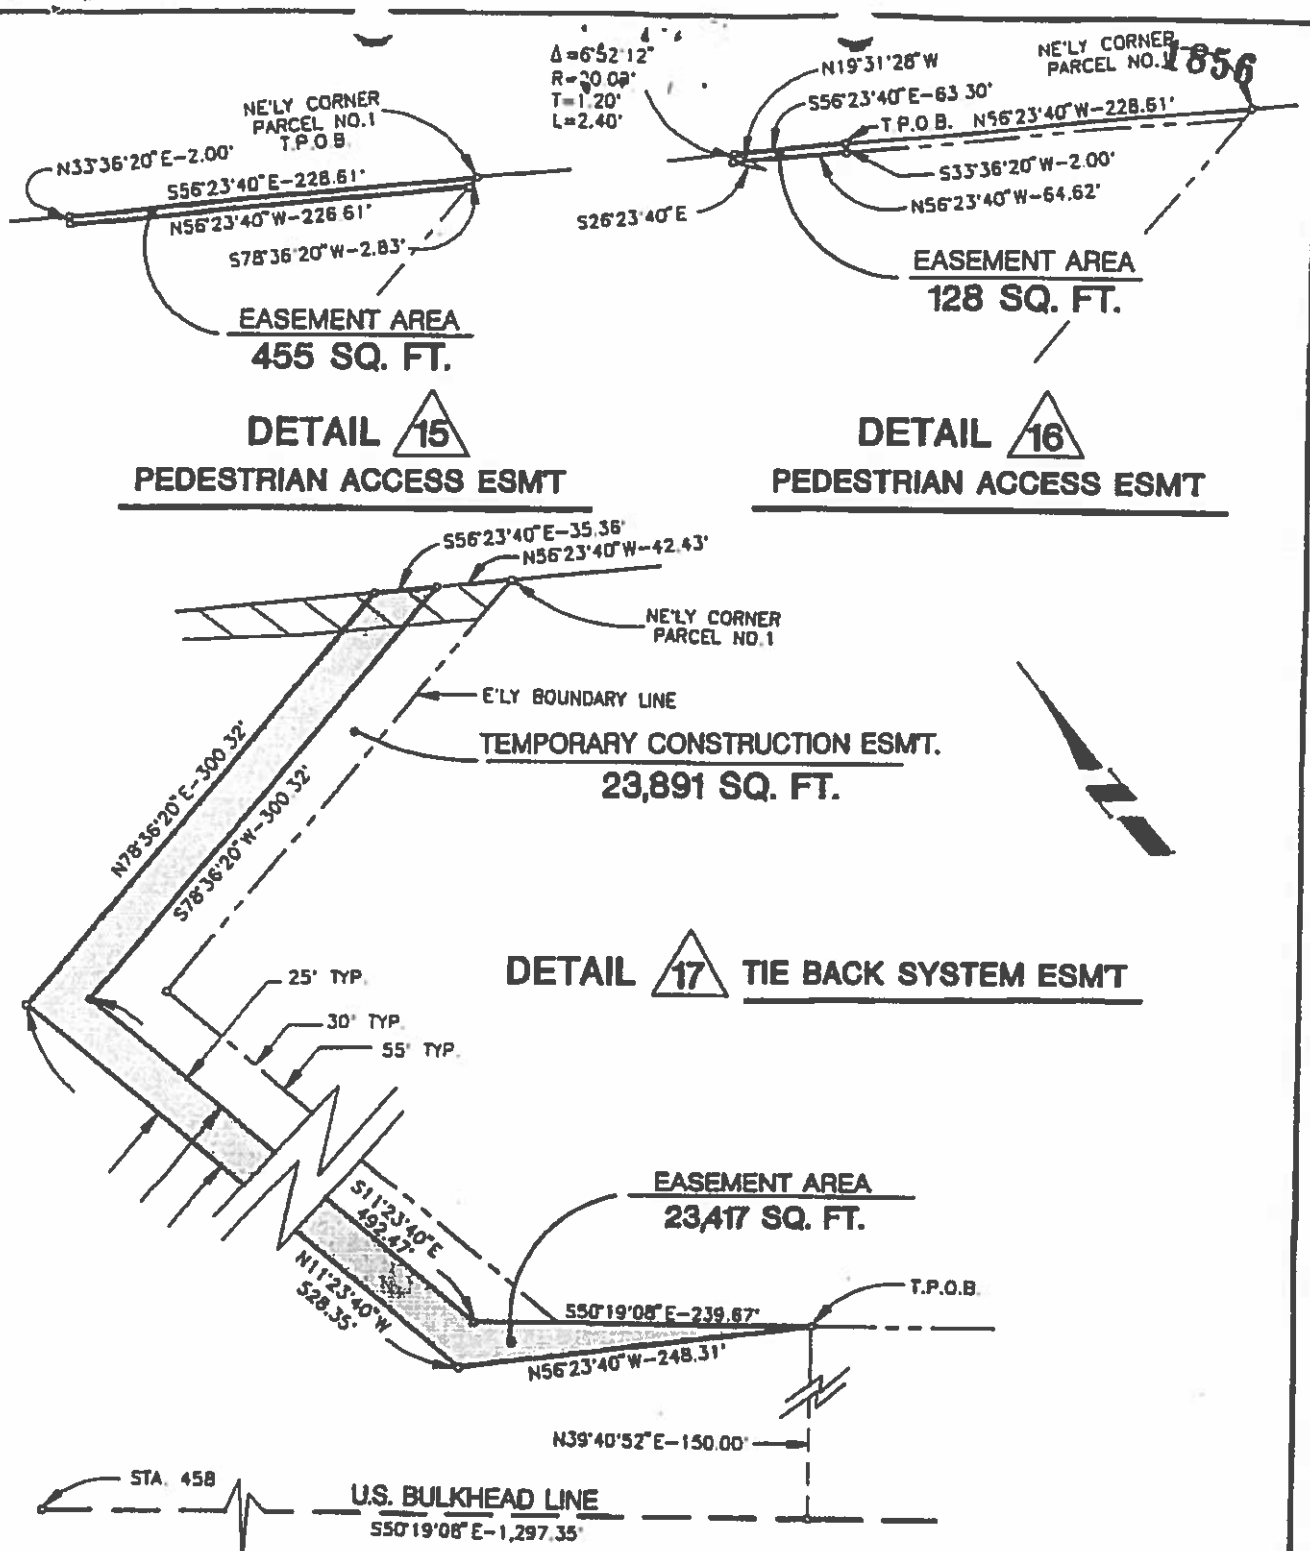 1856
NE'LY CORNER
PARCEL NO.1
T.P.O.B.
N33°36'20"E-2.00'
S56°23'40"E-228.61'
N56°23'40"W-226.61'
S78°36'20"W-2.83'
EASEMENT AREA
455 SQ. FT.
DETAIL 15
PEDESTRIAN ACCESS ESM'T
Δ=6°52'12"
R=20.02'
T=1.20'
L=2.40'
N19°31'28"W
NE'LY CORNER
PARCEL NO.1
S56°23'40"E-63.30'
T.P.O.B.
N56°23'40"W-228.61'
S33°36'20"W-2.00'
N56°23'40"W-64.62'
S26°23'40"E
EASEMENT AREA
128 SQ. FT.
DETAIL 16
PEDESTRIAN ACCESS ESM'T
S56°23'40"E-35.36'
N56°23'40"W-42.43'
NE'LY CORNER
PARCEL NO.1
E'LY BOUNDARY LINE
TEMPORARY CONSTRUCTION ESMT.
23,891 SQ. FT.
N78°36'20"E-300.32'
S78°36'20"W-300.32'
DETAIL 17 TIE BACK SYSTEM ESM'T
25' TYP.
30' TYP.
55' TYP.
EASEMENT AREA
23,417 SQ. FT.
S11°23'40"E
492.47'
N11°23'40"W
528.35'
T.P.O.B.
S50°19'08"E-239.67'
N56°23'40"W-248.31'
N39°40'52"E-150.00'
STA. 458
U.S. BULKHEAD LINE
S50°19'08"E-1,297.35'